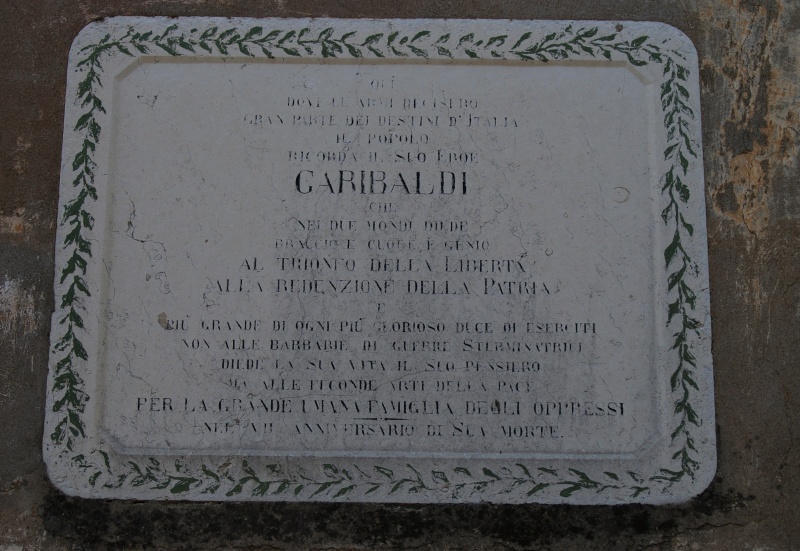 QUI
DOVE LE ARMI DECISERO
GRAN PARTE DEI DESTINI D'ITALIA
IL POPOLO
RICORDA IL SUO EROE
GARIBALDI
CHE
NEI DUE MONDI DIEDE
BRACCIO E CUORE E GENIO
AL TRIONFO DELLA LIBERTÀ
ALLA REDENZIONE DELLA PATRIA
E
PIÙ GRANDE DI OGNI PIÙ GLORIOSO DUCE DI ESERCITI
NON ALLE BARBARIE DI GUERRE STERMINATRICI
DIEDE LA SUA VITA IL SUO PENSIERO
MA ALLE FECONDE ARTI DELLA PACE
PER LA GRANDE UMANA FAMIGLIA DEGLI OPPRESSI
ANNIVERSARIO DI SUA MORTE.